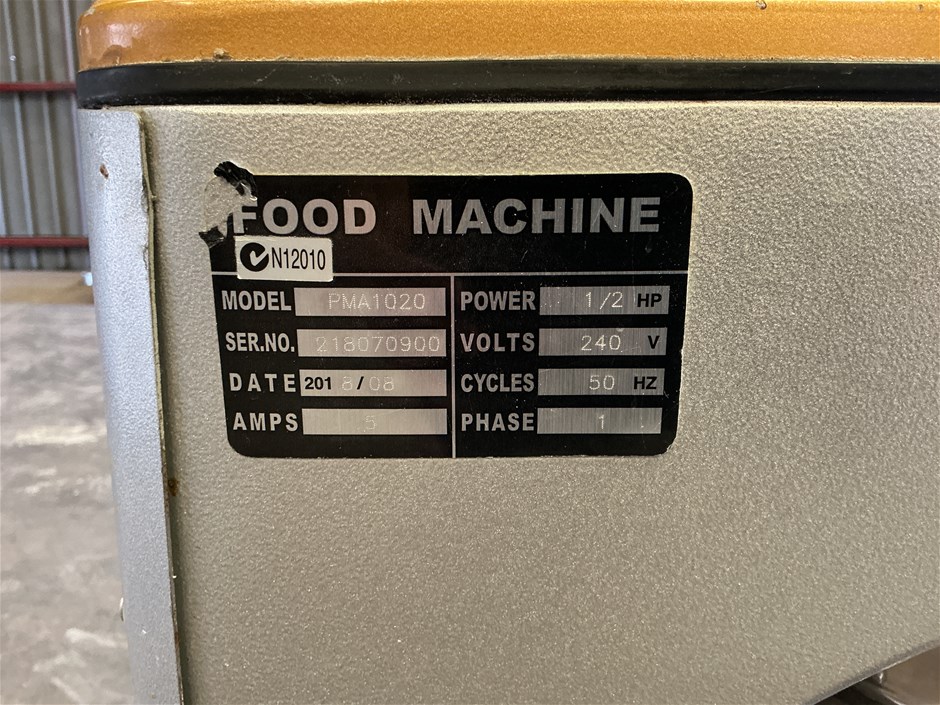 FOOD MACHINE
N12010
MODEL PMA1020
SER.NO. 218070900
DATE 2018/08
AMPS 5
POWER 1/2 HP
VOLTS 240 V
CYCLES 50 HZ
PHASE 1